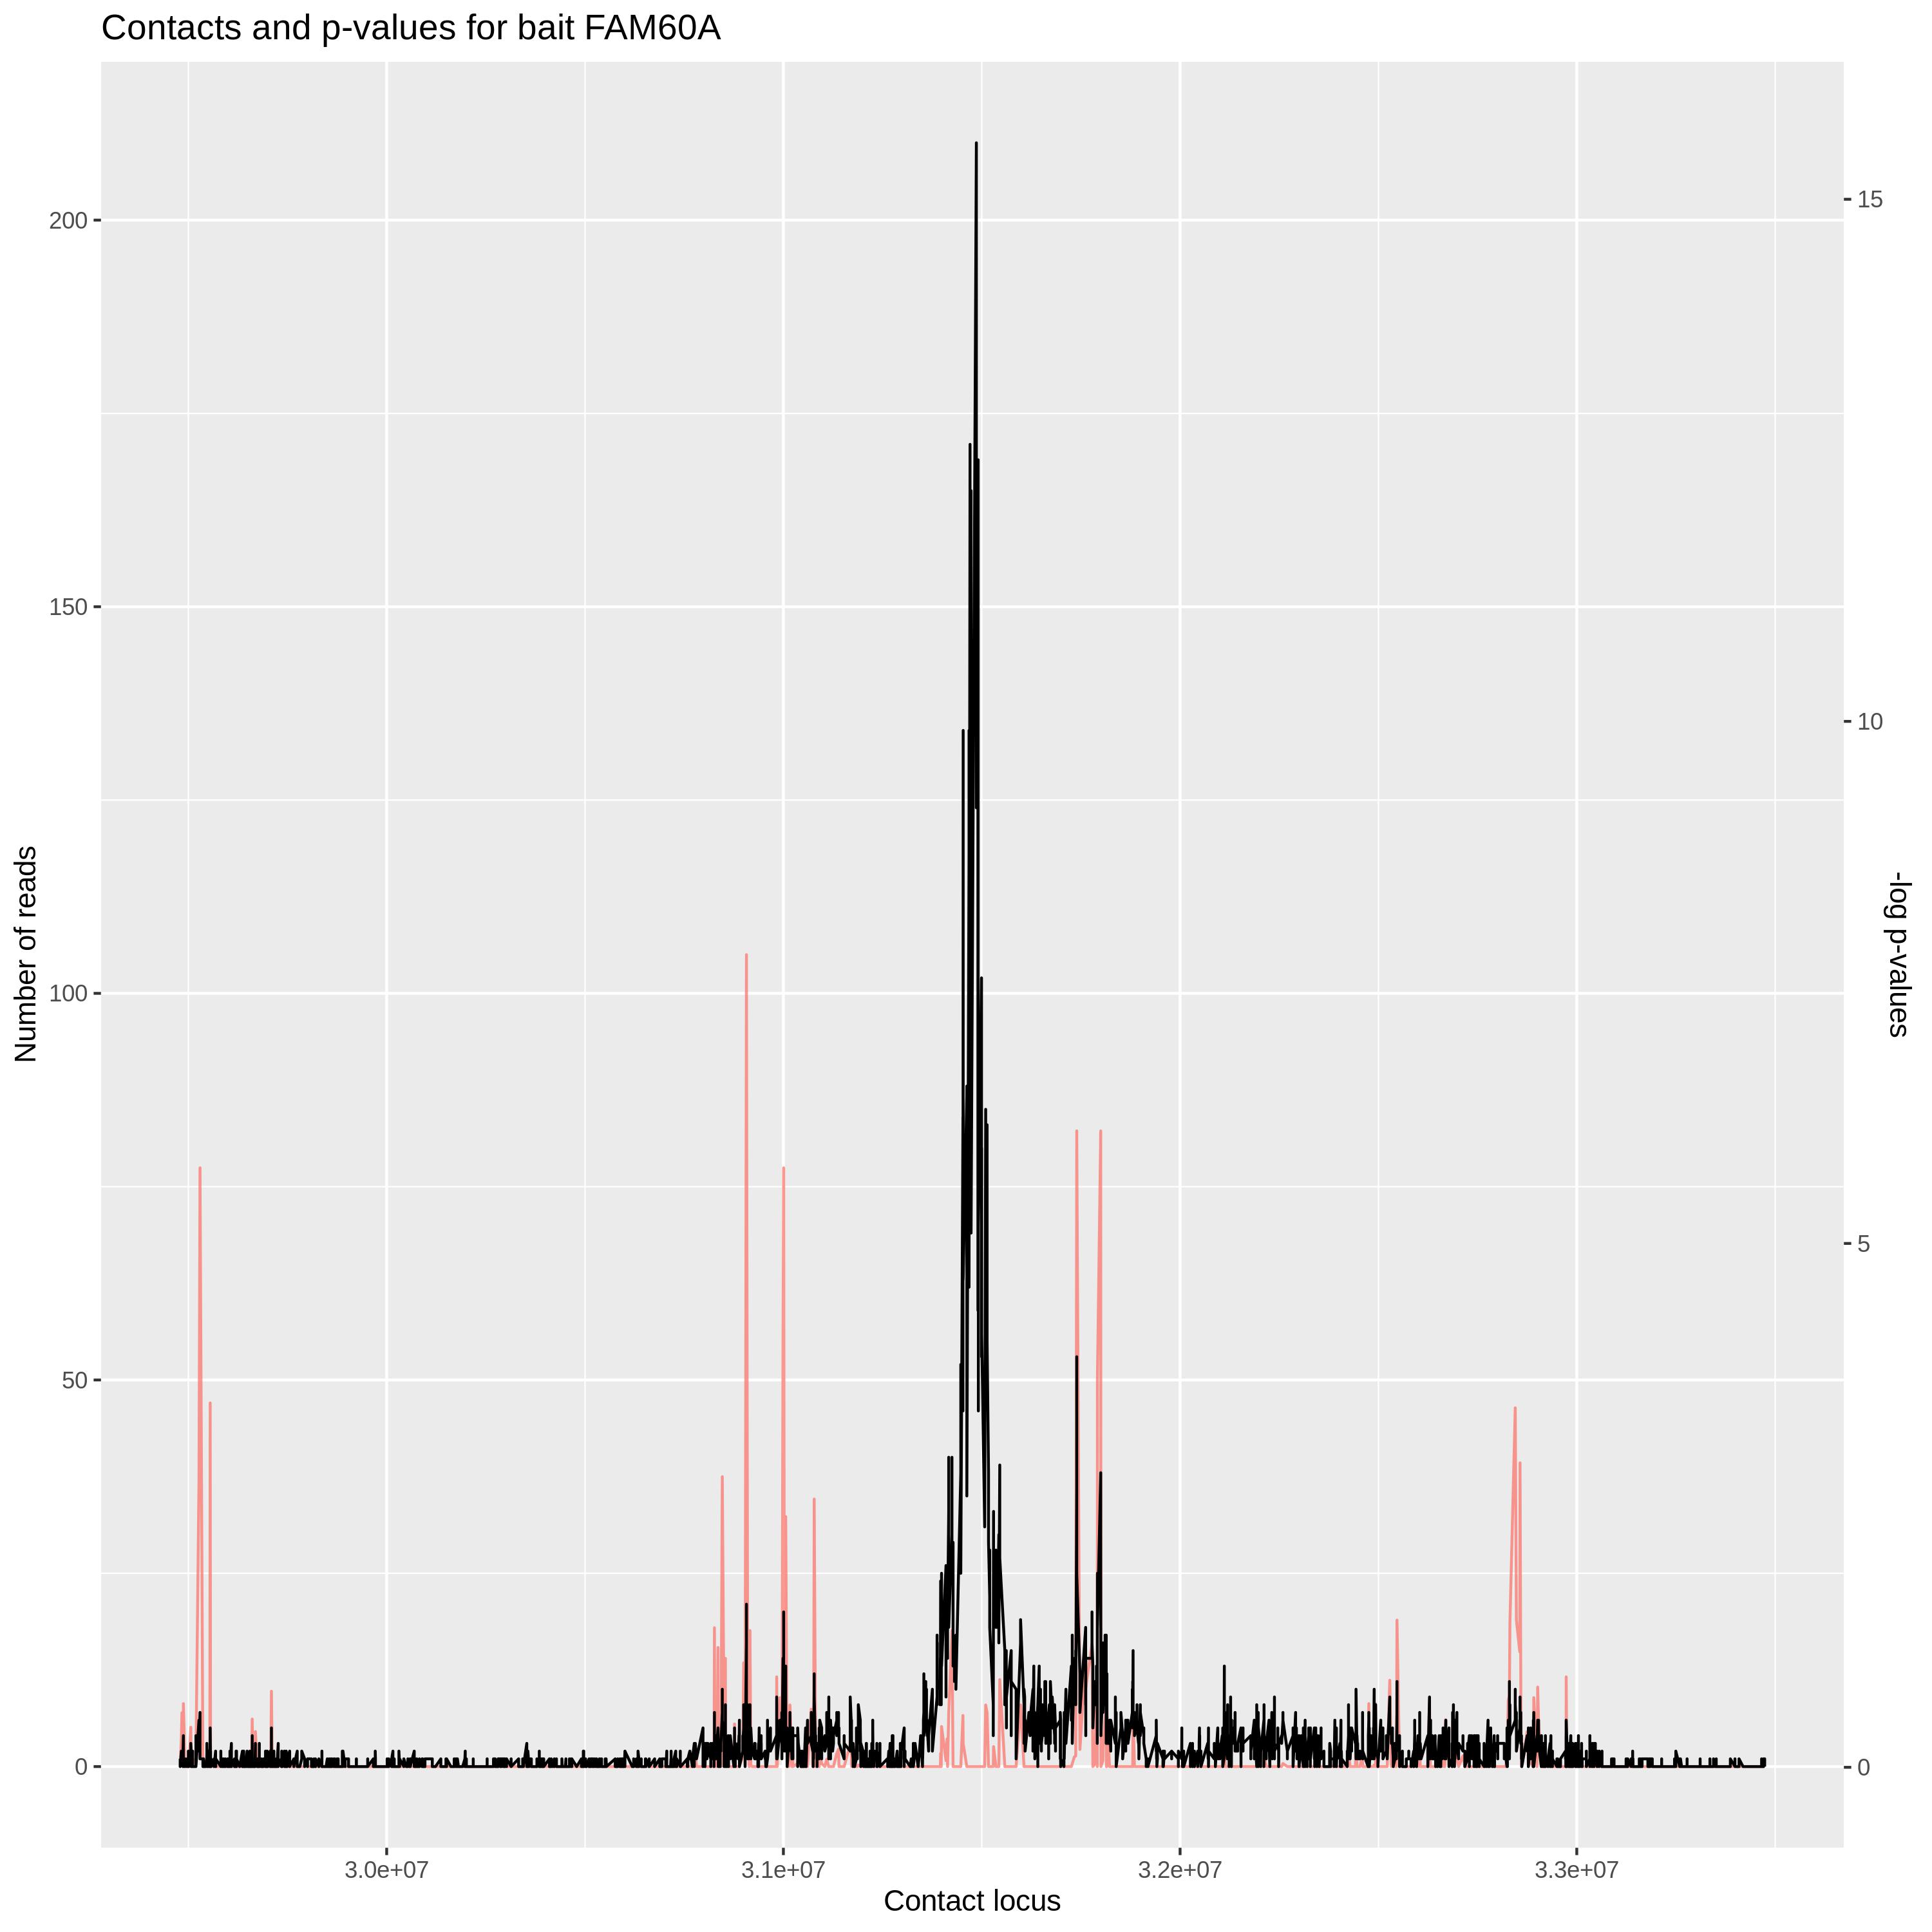 Contacts and p-values for bait FAM60A
200
150
100
50
0
Number of reads
15
10
5
0
-log p-values
3.0e+07
3.1e+07
3.2e+07
3.3e+07
Contact locus